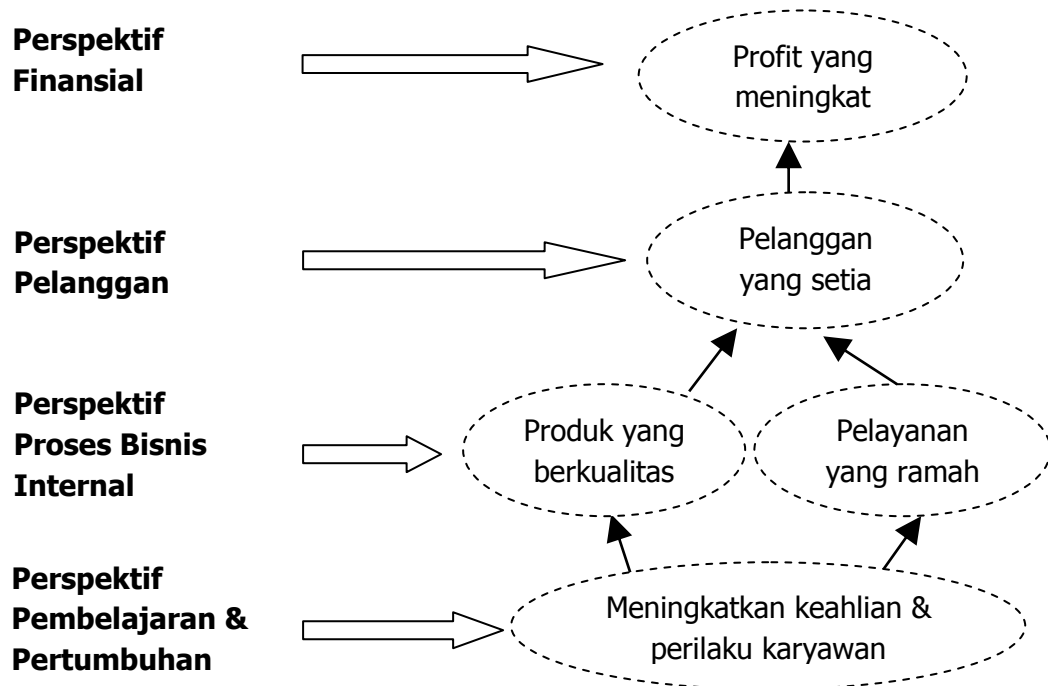 Perspektif
Finansial
Profit yang
meningkat
Perspektif
Pelanggan
Pelanggan
yang setia
Perspektif
Proses Bisnis
Internal
Produk yang
berkualitas
Pelayanan
yang ramah
Perspektif
Pembelajaran &
Pertumbuhan
Meningkatkan keahlian &
perilaku karyawan